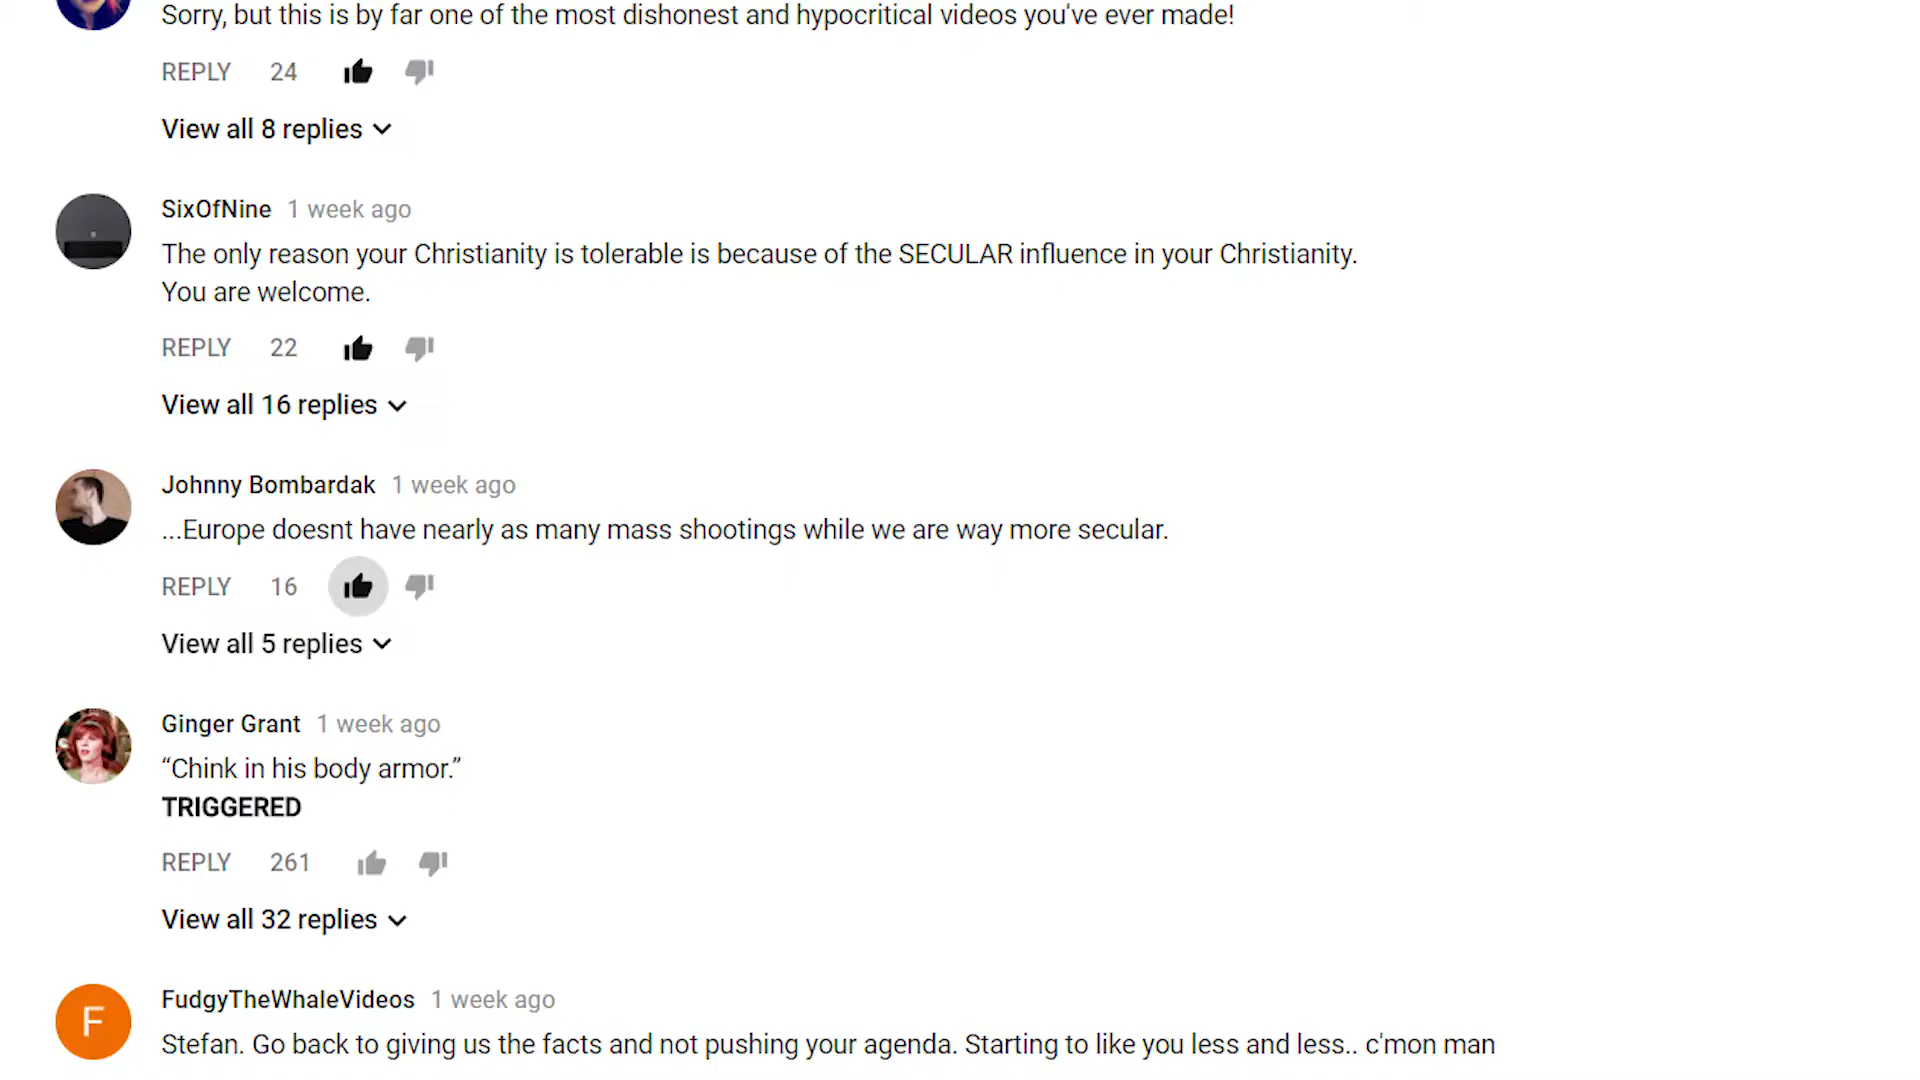 Sorry, but this is by far one of the most dishonest and hypocritical videos you've ever made!
REPLY 24
View all 8 replies
SixOfNine 1 week ago
The only reason your Christianity is tolerable is because of the SECULAR influence in your Christianity.
You are welcome.
REPLY 22
View all 16 replies
Johnny Bombardak 1 week ago
...Europe doesnt have nearly as many mass shootings while we are way more secular.
REPLY 16
View all 5 replies
Ginger Grant 1 week ago
“Chink in his body armor.”
TRIGGERED
REPLY 261
View all 32 replies
F
FudgyTheWhaleVideos 1 week ago
Stefan. Go back to giving us the facts and not pushing your agenda. Starting to like you less and less.. c'mon man